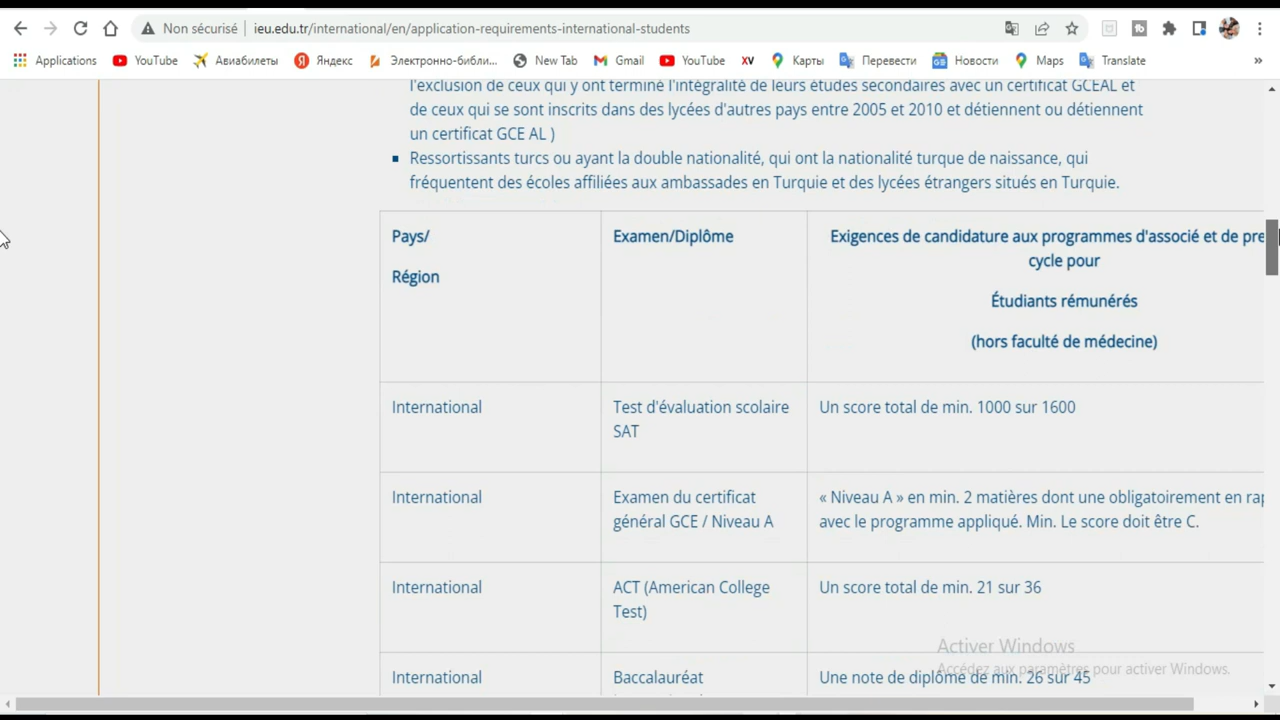 Non sécurisé ieu.edu.tr/international/en/application-requirements-international-students
Applications YouTube Авиабилеты Яндекс Электронно-библи... New Tab Gmail YouTube XV Карты Перевести Новости Maps Translate »
l'exclusion de ceux qui y ont terminé l'intégralité de leurs études secondaires avec un certificat GCEAL et
de ceux qui se sont inscrits dans des lycées d'autres pays entre 2005 et 2010 et détiennent ou détiennent
un certificat GCE AL )
Ressortissants turcs ou ayant la double nationalité, qui ont la nationalité turque de naissance, qui
fréquentent des écoles affiliées aux ambassades en Turquie et des lycées étrangers situés en Turquie.
Pays/
Région
Examen/Diplôme
Exigences de candidature aux programmes d'associé et de pre
cycle pour
Étudiants rémunérés
(hors faculté de médecine)
International
Test d'évaluation scolaire
SAT
Un score total de min. 1000 sur 1600
International
Examen du certificat
général GCE / Niveau A
« Niveau A » en min. 2 matières dont une obligatoirement en rap
avec le programme appliqué. Min. Le score doit être C.
International
ACT (American College
Test)
Un score total de min. 21 sur 36
International
Baccalauréat
Une note de diplôme de min. 26 sur 45
Activer Windows
Accédez aux paramètres pour activer Windows.